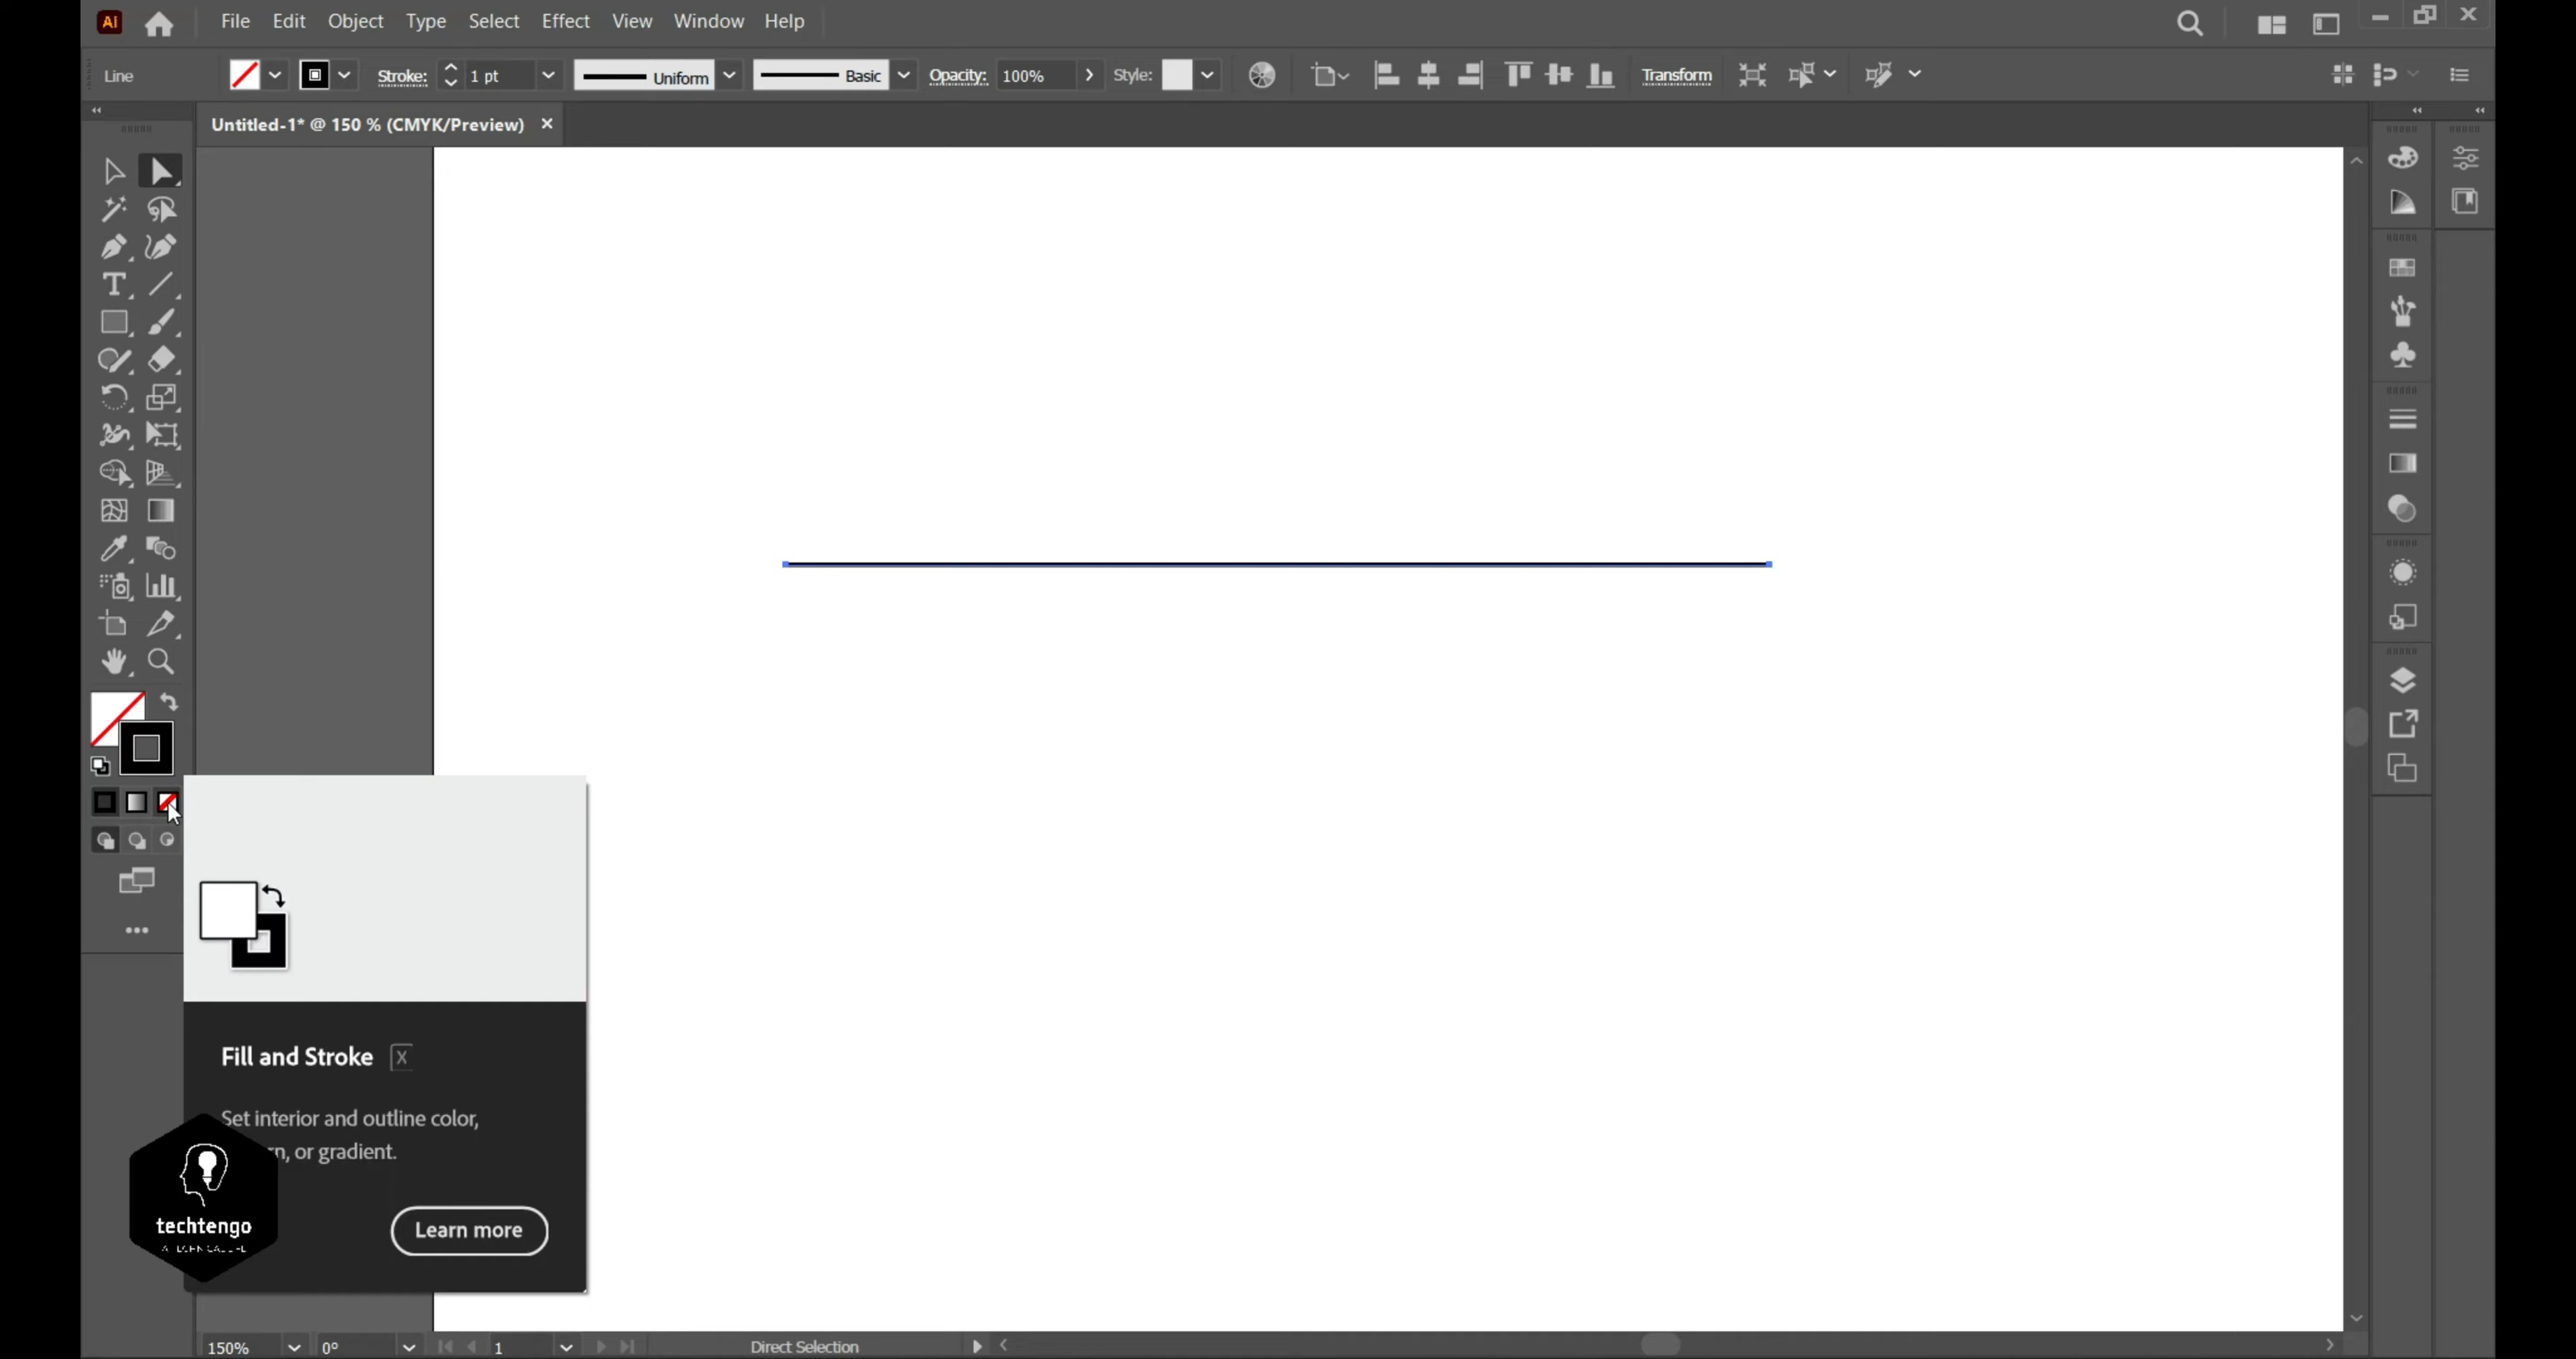 Ai File Edit Object Type Select Effect View Window Help
Line Stroke: 1 pt Uniform Basic Opacity: 100% Style: Transform
Untitled-1* @ 150 % (CMYK/Preview)
Fill and Stroke X
Set interior and outline color,
or gradient.
Learn more
techtengo
150% 0° 1 Direct Selection